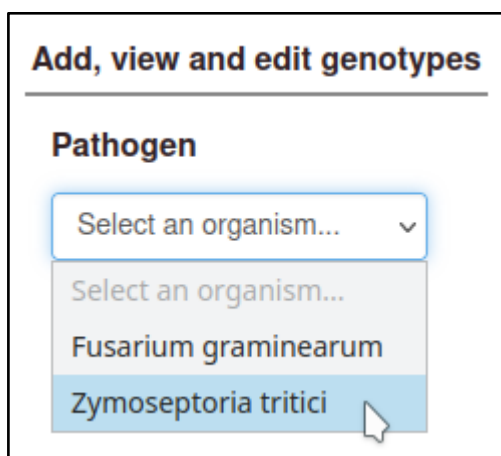 Add, view and edit genotypes
Pathogen
Select an organism...
Select an organism...
Fusarium graminearum
Zymoseptoria tritici